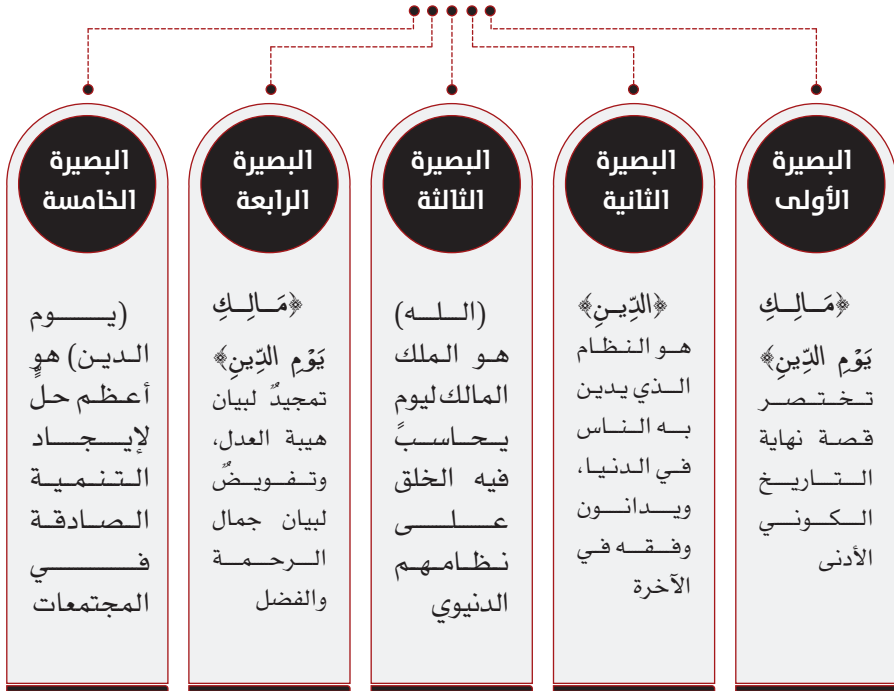 البصيرة
الأولى
﴿مَالِكِ
يَوْمِ الدِّينِ﴾
تختصر
قصة نهاية
التاريخ
الكوني
الأدنى
البصيرة
الثانية
﴿الدِّينِ﴾
هو النظام
الذي يدين
به الناس
في الدنيا،
ويدانون
وفقه في
الآخرة
البصيرة
الثالثة
(الله)
هو الملك
المالك ليوم
يحاسبً
فيه الخلق
على
نظامهم
الدنيوي
البصيرة
الرابعة
﴿مَالِكِ
يَوْمِ الدِّينِ﴾
تمجيدٌ لبيان
هيبة العدل،
وتفويضٌ
لبيان جمال
الرحمة
والفضل
البصيرة
الخامسة
(يوم
الدين) هو
أعظم حلٍّ
لإيجاد
التنمية
الصادقة
في
المجتمعات